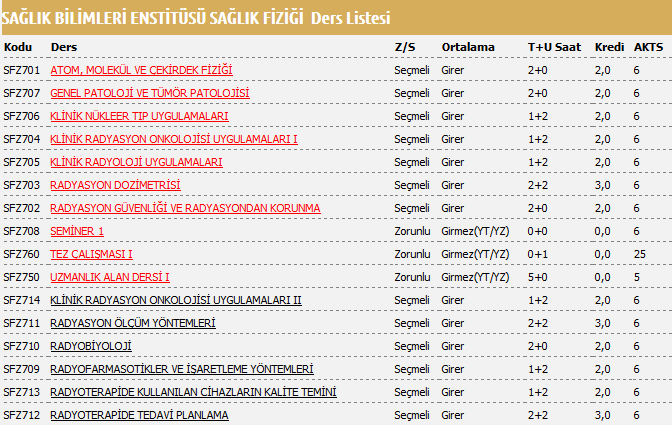 SAĞLIK BİLİMLERİ ENSTİTÜSÜ SAĞLIK FİZİĞİ Ders Listesi
Kodu Ders Z/S Ortalama T+U Saat Kredi AKTS
SFZ701 ATOM, MOLEKÜL VE ÇEKİRDEK FİZİĞİ Seçmeli Girer 2+0 2,0 6
SFZ707 GENEL PATOLOJİ VE TÜMÖR PATOLOJİSİ Seçmeli Girer 2+0 2,0 6
SFZ706 KLİNİK NÜKLEER TIP UYGULAMALARI Seçmeli Girer 1+2 2,0 6
SFZ704 KLİNİK RADYASYON ONKOLOJİSİ UYGULAMALARI I Seçmeli Girer 1+2 2,0 6
SFZ705 KLİNİK RADYOLOJİ UYGULAMALARI Seçmeli Girer 1+2 2,0 6
SFZ703 RADYASYON DOZİMETRİSİ Seçmeli Girer 2+2 3,0 6
SFZ702 RADYASYON GÜVENLİĞİ VE RADYASYONDAN KORUNMA Seçmeli Girer 2+0 2,0 6
SFZ708 SEMİNER 1 Zorunlu Girmez(YT/YZ) 0+0 0,0 6
SFZ760 TEZ ÇALIŞMASI I Zorunlu Girmez(YT/YZ) 0+1 0,0 25
SFZ750 UZMANLIK ALAN DERSİ I Zorunlu Girmez(YT/YZ) 5+0 0,0 5
SFZ714 KLİNİK RADYASYON ONKOLOJİSİ UYGULAMALARI II Seçmeli Girer 1+2 2,0 6
SFZ711 RADYASYON ÖLÇÜM YÖNTEMLERİ Seçmeli Girer 2+2 3,0 6
SFZ710 RADYOBİYOLOJİ Seçmeli Girer 2+0 2,0 6
SFZ709 RADYOFARMASOTİKLER VE İŞARETLEME YÖNTEMLERİ Seçmeli Girer 1+2 2,0 6
SFZ713 RADYOTERAPİDE KULLANILAN CİHAZLARIN KALİTE TEMİNİ Seçmeli Girer 1+2 2,0 6
SFZ712 RADYOTERAPİDE TEDAVİ PLANLAMA Seçmeli Girer 2+2 3,0 6